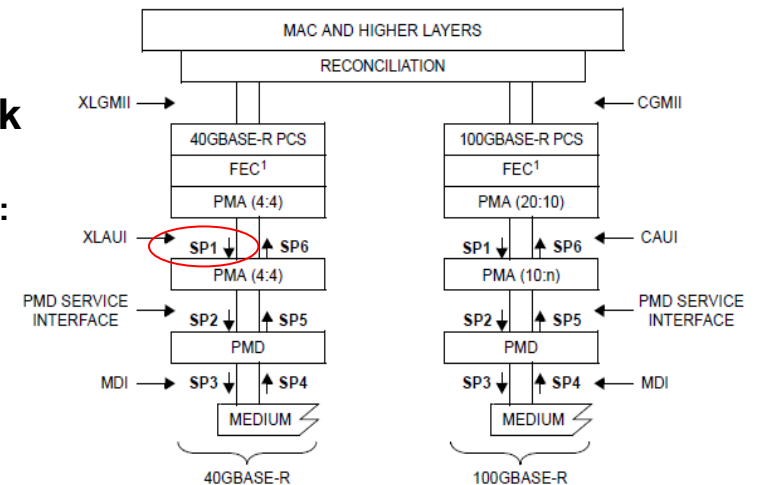 MAC AND HIGHER LAYERS
RECONCILIATION
XLGMII
CGMII
k
40GBASE-R PCS
100GBASE-R PCS
FEC1
FEC1
:
PMA (4:4)
PMA (20:10)
XLAUI
SP1
SP6
SP1
SP6
CAUI
PMA (4:4)
PMA (10:n)
PMD SERVICE
INTERFACE
SP2
SP5
SP2
SP5
PMD SERVICE
INTERFACE
PMD
PMD
MDI
SP3
SP4
SP3
SP4
MDI
MEDIUM
MEDIUM
40GBASE-R
100GBASE-R